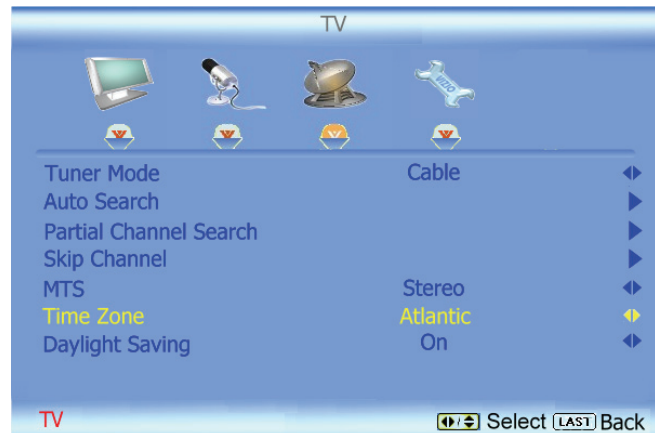 TV
VIZIO
Tuner Mode Cable
Auto Search
Partial Channel Search
Skip Channel
MTS Stereo
Time Zone Atlantic
Daylight Saving On
TV Select LAST Back